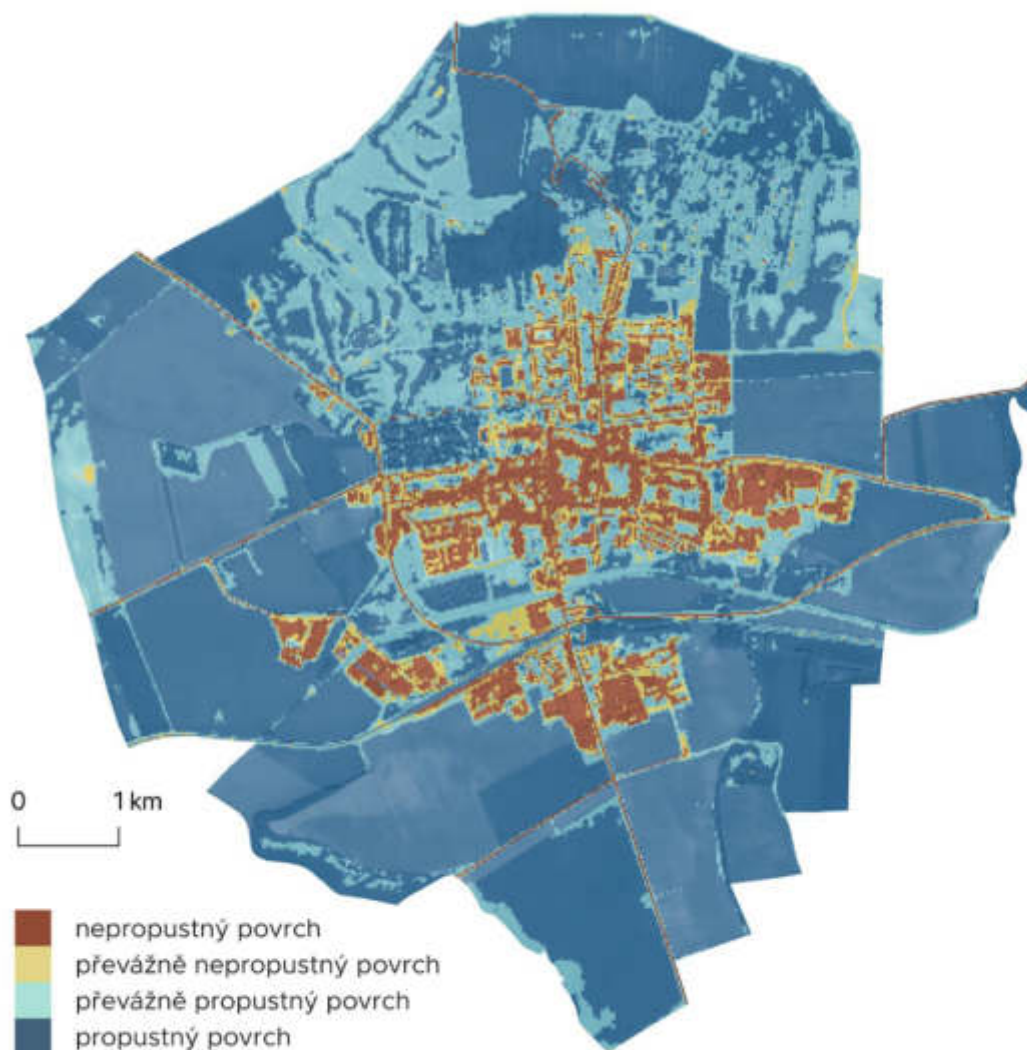 0 1 km
nepropustný povrch
převážně nepropustný povrch
převážně propustný povrch
propustný povrch